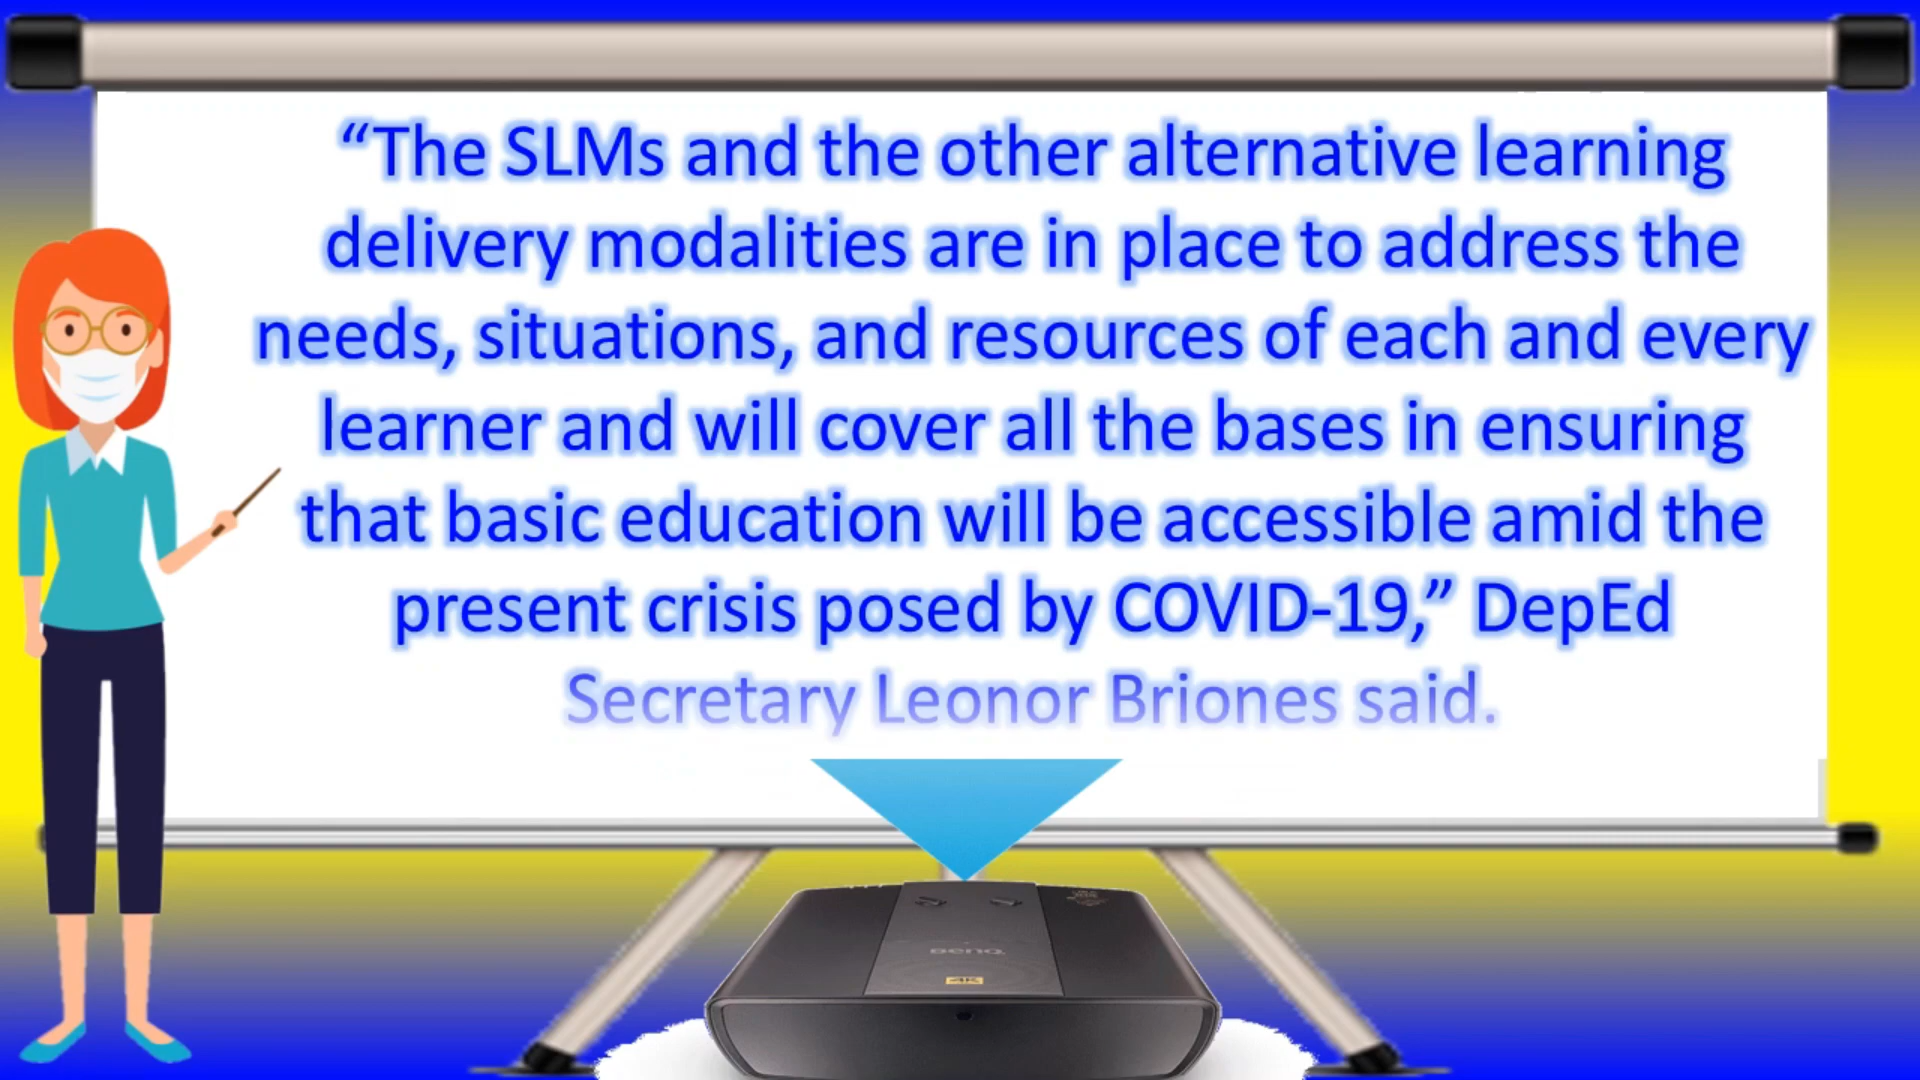 “The SLMs and the other alternative learning
delivery modalities are in place to address the
needs, situations, and resources of each and every
learner and will cover all the bases in ensuring
that basic education will be accessible amid the
present crisis posed by COVID-19,” DepEd
Secretary Leonor Briones said.
BenQ
4K